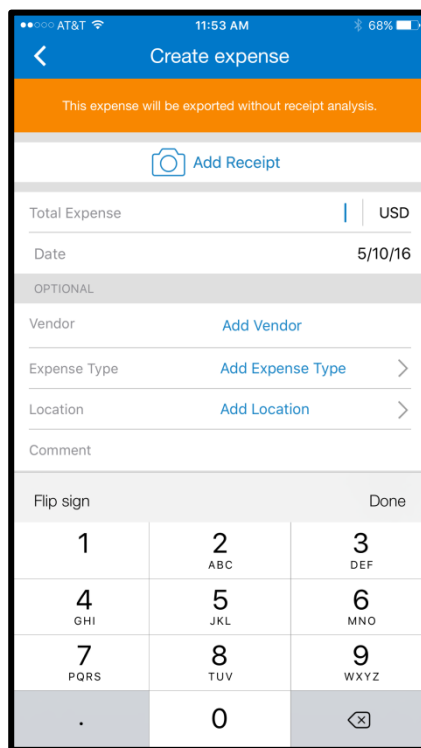 AT&T 11:53 AM 68%
Create expense
This expense will be exported without receipt analysis.
Add Receipt
Total Expense USD
Date 5/10/16
OPTIONAL
Vendor Add Vendor
Expense Type Add Expense Type
Location Add Location
Comment
Flip sign Done
1 2 3
ABC DEF
4 5 6
GHI JKL MNO
7 8 9
PQRS TUV WXYZ
. 0